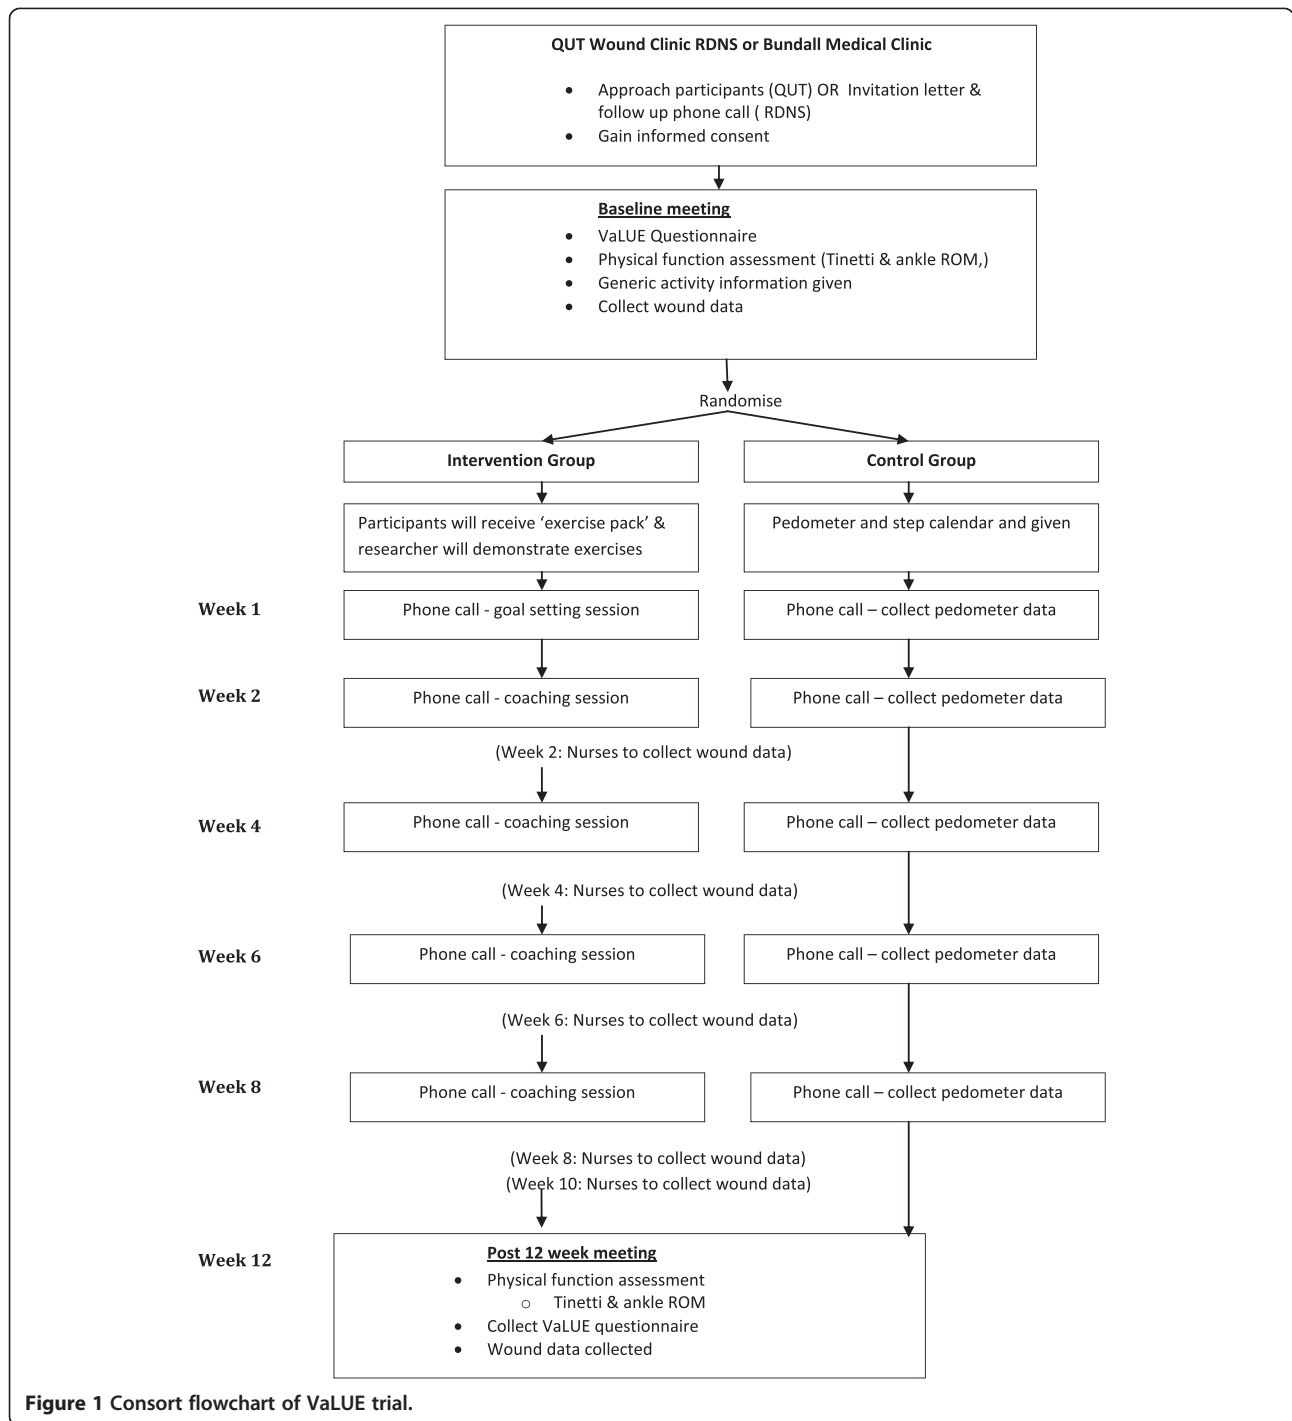 QUT Wound Clinic RDNS or Bundall Medical Clinic
• Approach participants (QUT) OR Invitation letter &
follow up phone call ( RDNS)
• Gain informed consent
Baseline meeting
• VaLUE Questionnaire
• Physical function assessment (Tinetti & ankle ROM,)
• Generic activity information given
• Collect wound data
Randomise
Intervention Group
Control Group
Participants will receive ‘exercise pack’ &
researcher will demonstrate exercises
Pedometer and step calendar and given
Week 1
Phone call - goal setting session
Phone call – collect pedometer data
Week 2
Phone call - coaching session
Phone call – collect pedometer data
(Week 2: Nurses to collect wound data)
Week 4
Phone call - coaching session
Phone call – collect pedometer data
(Week 4: Nurses to collect wound data)
Week 6
Phone call - coaching session
Phone call – collect pedometer data
(Week 6: Nurses to collect wound data)
Week 8
Phone call - coaching session
Phone call – collect pedometer data
(Week 8: Nurses to collect wound data)
(Week 10: Nurses to collect wound data)
Week 12
Post 12 week meeting
• Physical function assessment
o Tinetti & ankle ROM
• Collect VaLUE questionnaire
• Wound data collected
Figure 1 Consort flowchart of VaLUE trial.